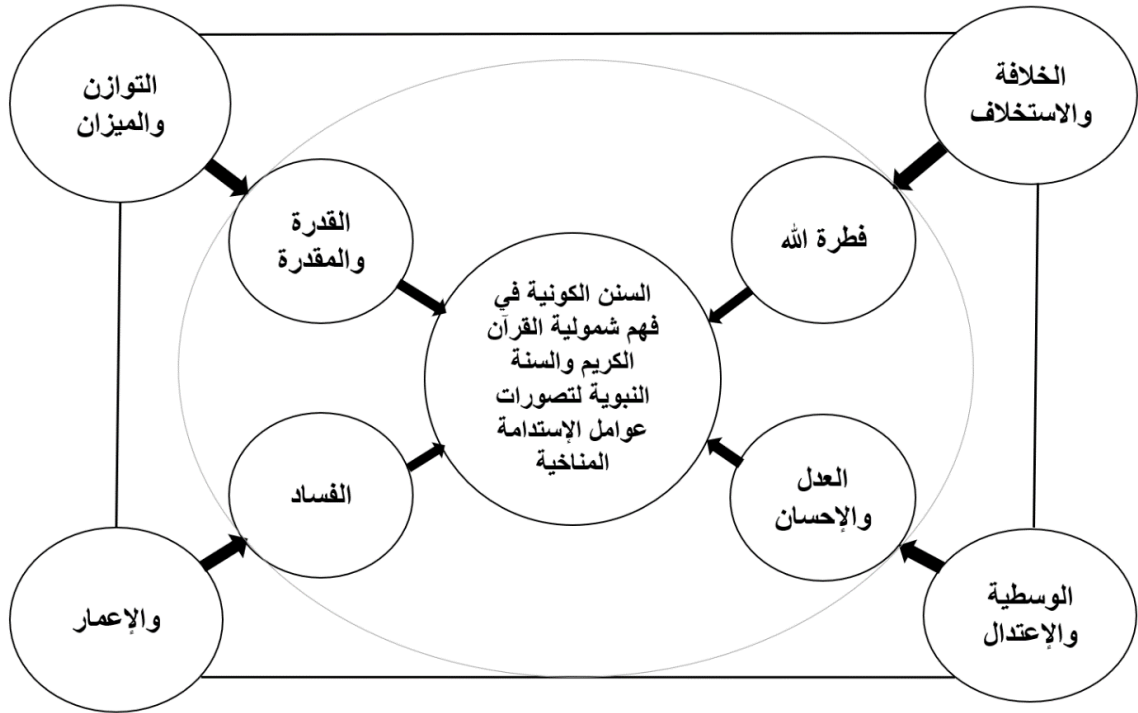 الخلافة
والاستخلاف
التوازن
والميزان
فطرة الله
القدرة
والمقدرة
السنن الكونية في
فهم شمولية القرآن
الكريم والسنة
النبوية لتصورات
عوامل الإستدامة
المناخية
العدل
والإحسان
الفساد
الوسطية
والإعتدال
والإعمار